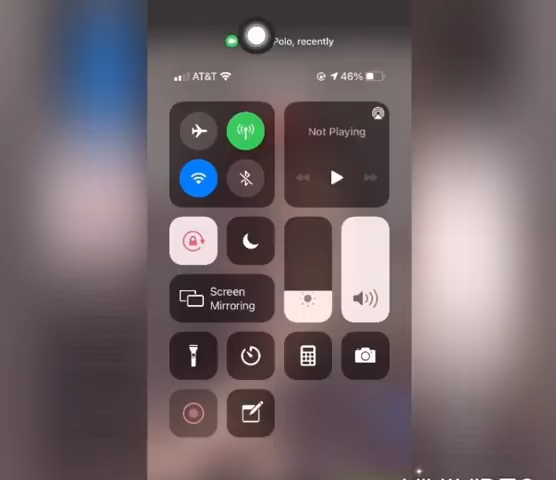 Polo, recently
AT&T 46%
Not Playing
Screen
Mirroring